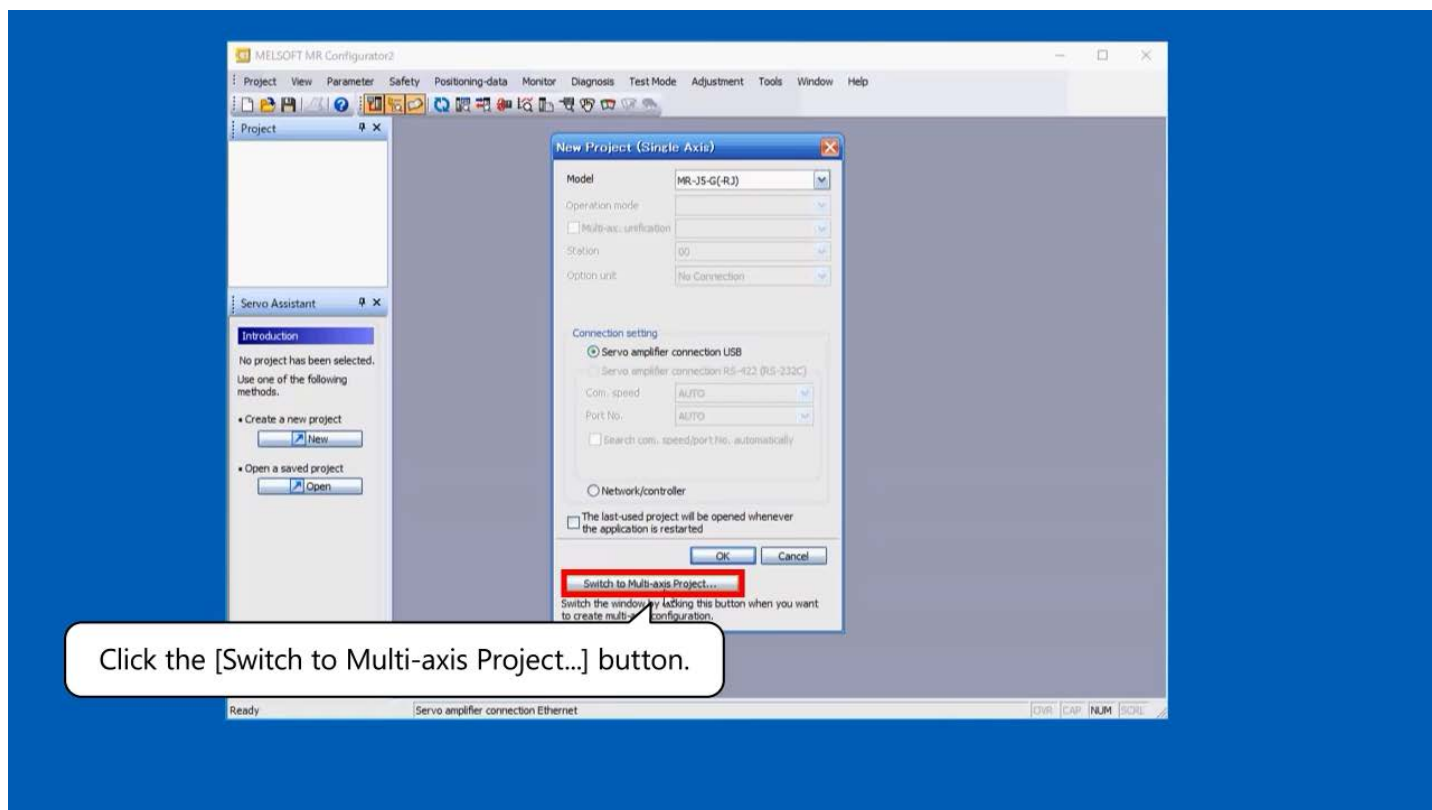 MELSOFT MR Configurator2
Project View Parameter Safety Positioning-data Monitor Diagnosis Test Mode Adjustment Tools Window Help
Project
New Project (Single Axis)
Model MR-J5-G(-RJ)
Operation mode
Multi-ax. unification
Station 00
Option unit No Connection
Servo Assistant
Introduction
No project has been selected.
Use one of the following
methods.
• Create a new project
New
• Open a saved project
Open
Connection setting
Servo amplifier connection USB
Servo amplifier connection RS-422 (RS-232C)
Com. speed AUTO
Port No. AUTO
Search com. speed/port No. automatically
Network/controller
The last-used project will be opened whenever
the application is restarted
OK Cancel
Switch to Multi-axis Project...
Switch the window by clicking this button when you want
to create multi-axis configuration.
Click the [Switch to Multi-axis Project...] button.
Ready Servo amplifier connection Ethernet OVR CAP NUM SCRL